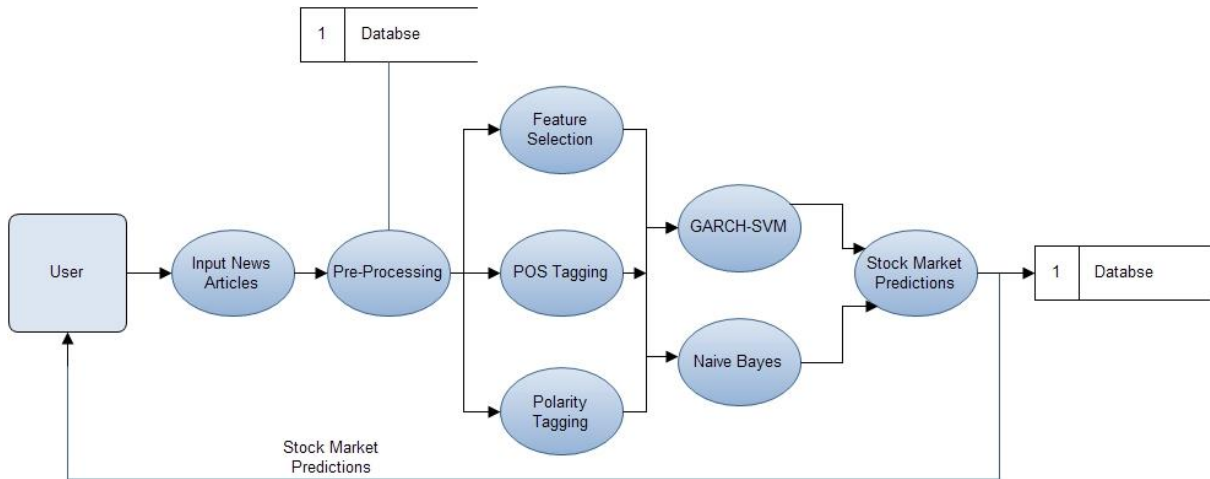 1 Databse
Feature
Selection
User
Input News
Articles
Pre-Processing
POS Tagging
Polarity
Tagging
GARCH-SVM
Naive Bayes
Stock Market
Predictions
1 Databse
Stock Market
Predictions